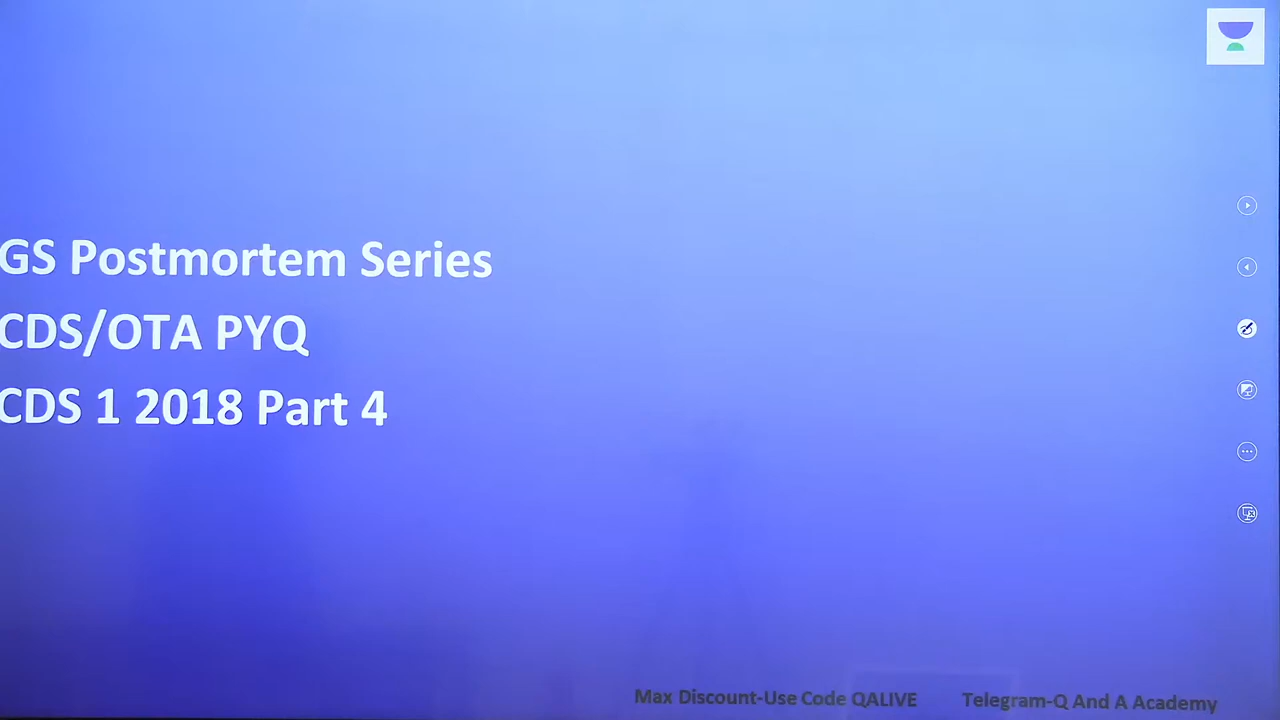 GS Postmortem Series
CDS/OTA PYQ
CDS 1 2018 Part 4
Max Discount-Use Code QALIVE Telegram-Q And A Academy